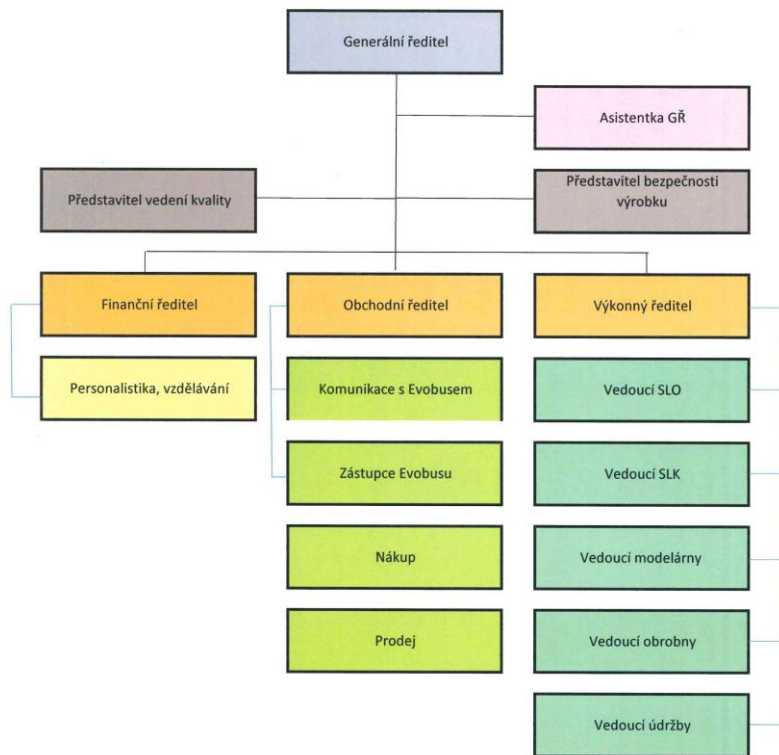 Generální ředitel
Asistentka GŘ
Představitel vedení kvality
Představitel bezpečnosti
výrobku
Finanční ředitel
Obchodní ředitel
Výkonný ředitel
Personalistika, vzdělávání
Komunikace s Evobusem
Vedoucí SLO
Zástupce Evobusu
Vedoucí SLK
Nákup
Vedoucí modelárny
Prodej
Vedoucí obrobny
Vedoucí údržby